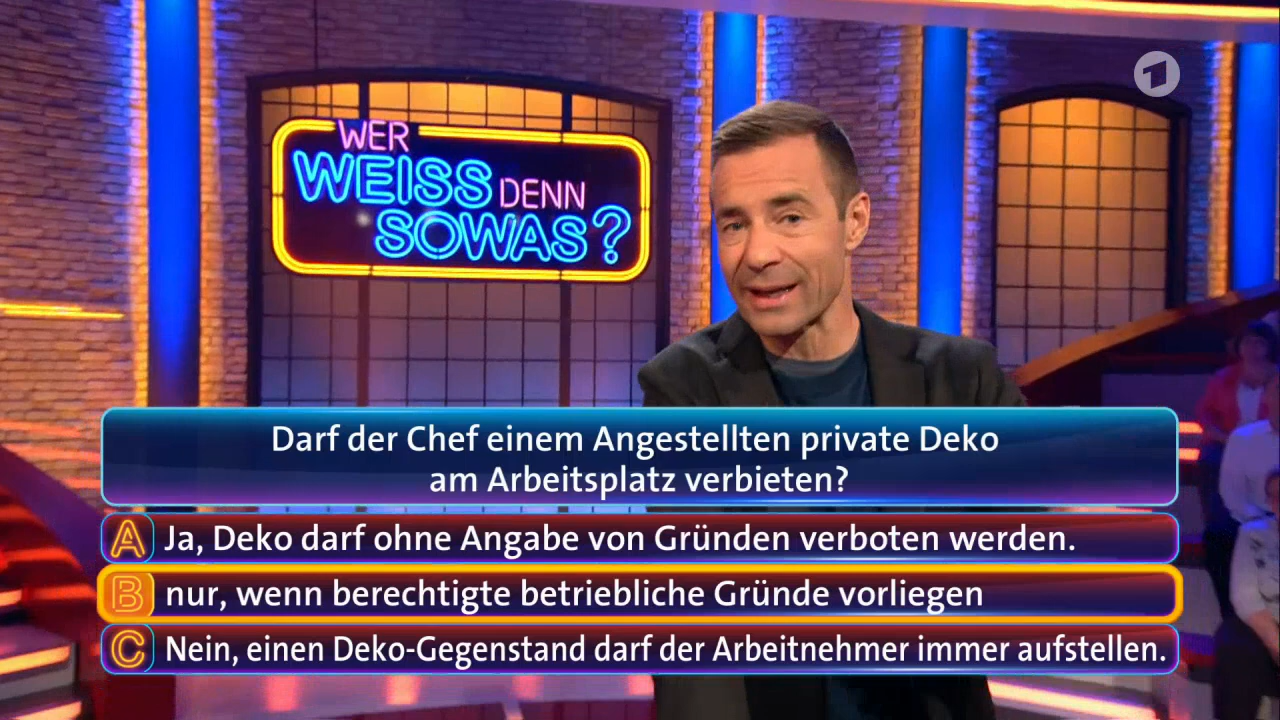 1
WER
WEISS DENN
SOWAS?
Darf der Chef einem Angestellten private Deko
am Arbeitsplatz verbieten?
A Ja, Deko darf ohne Angabe von Gründen verboten werden.
B nur, wenn berechtigte betriebliche Gründe vorliegen
C Nein, einen Deko-Gegenstand darf der Arbeitnehmer immer aufstellen.